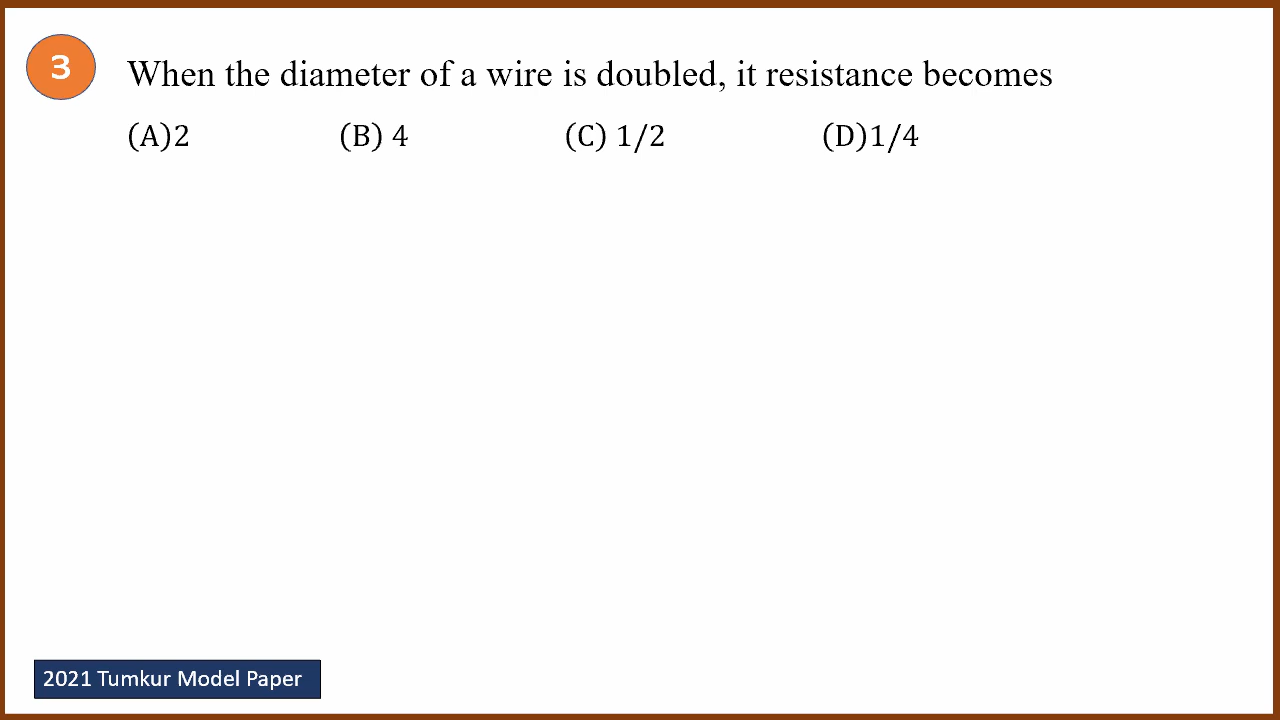 3
When the diameter of a wire is doubled, it resistance becomes
(A)2 (B) 4 (C) 1/2 (D)1/4
2021 Tumkur Model Paper